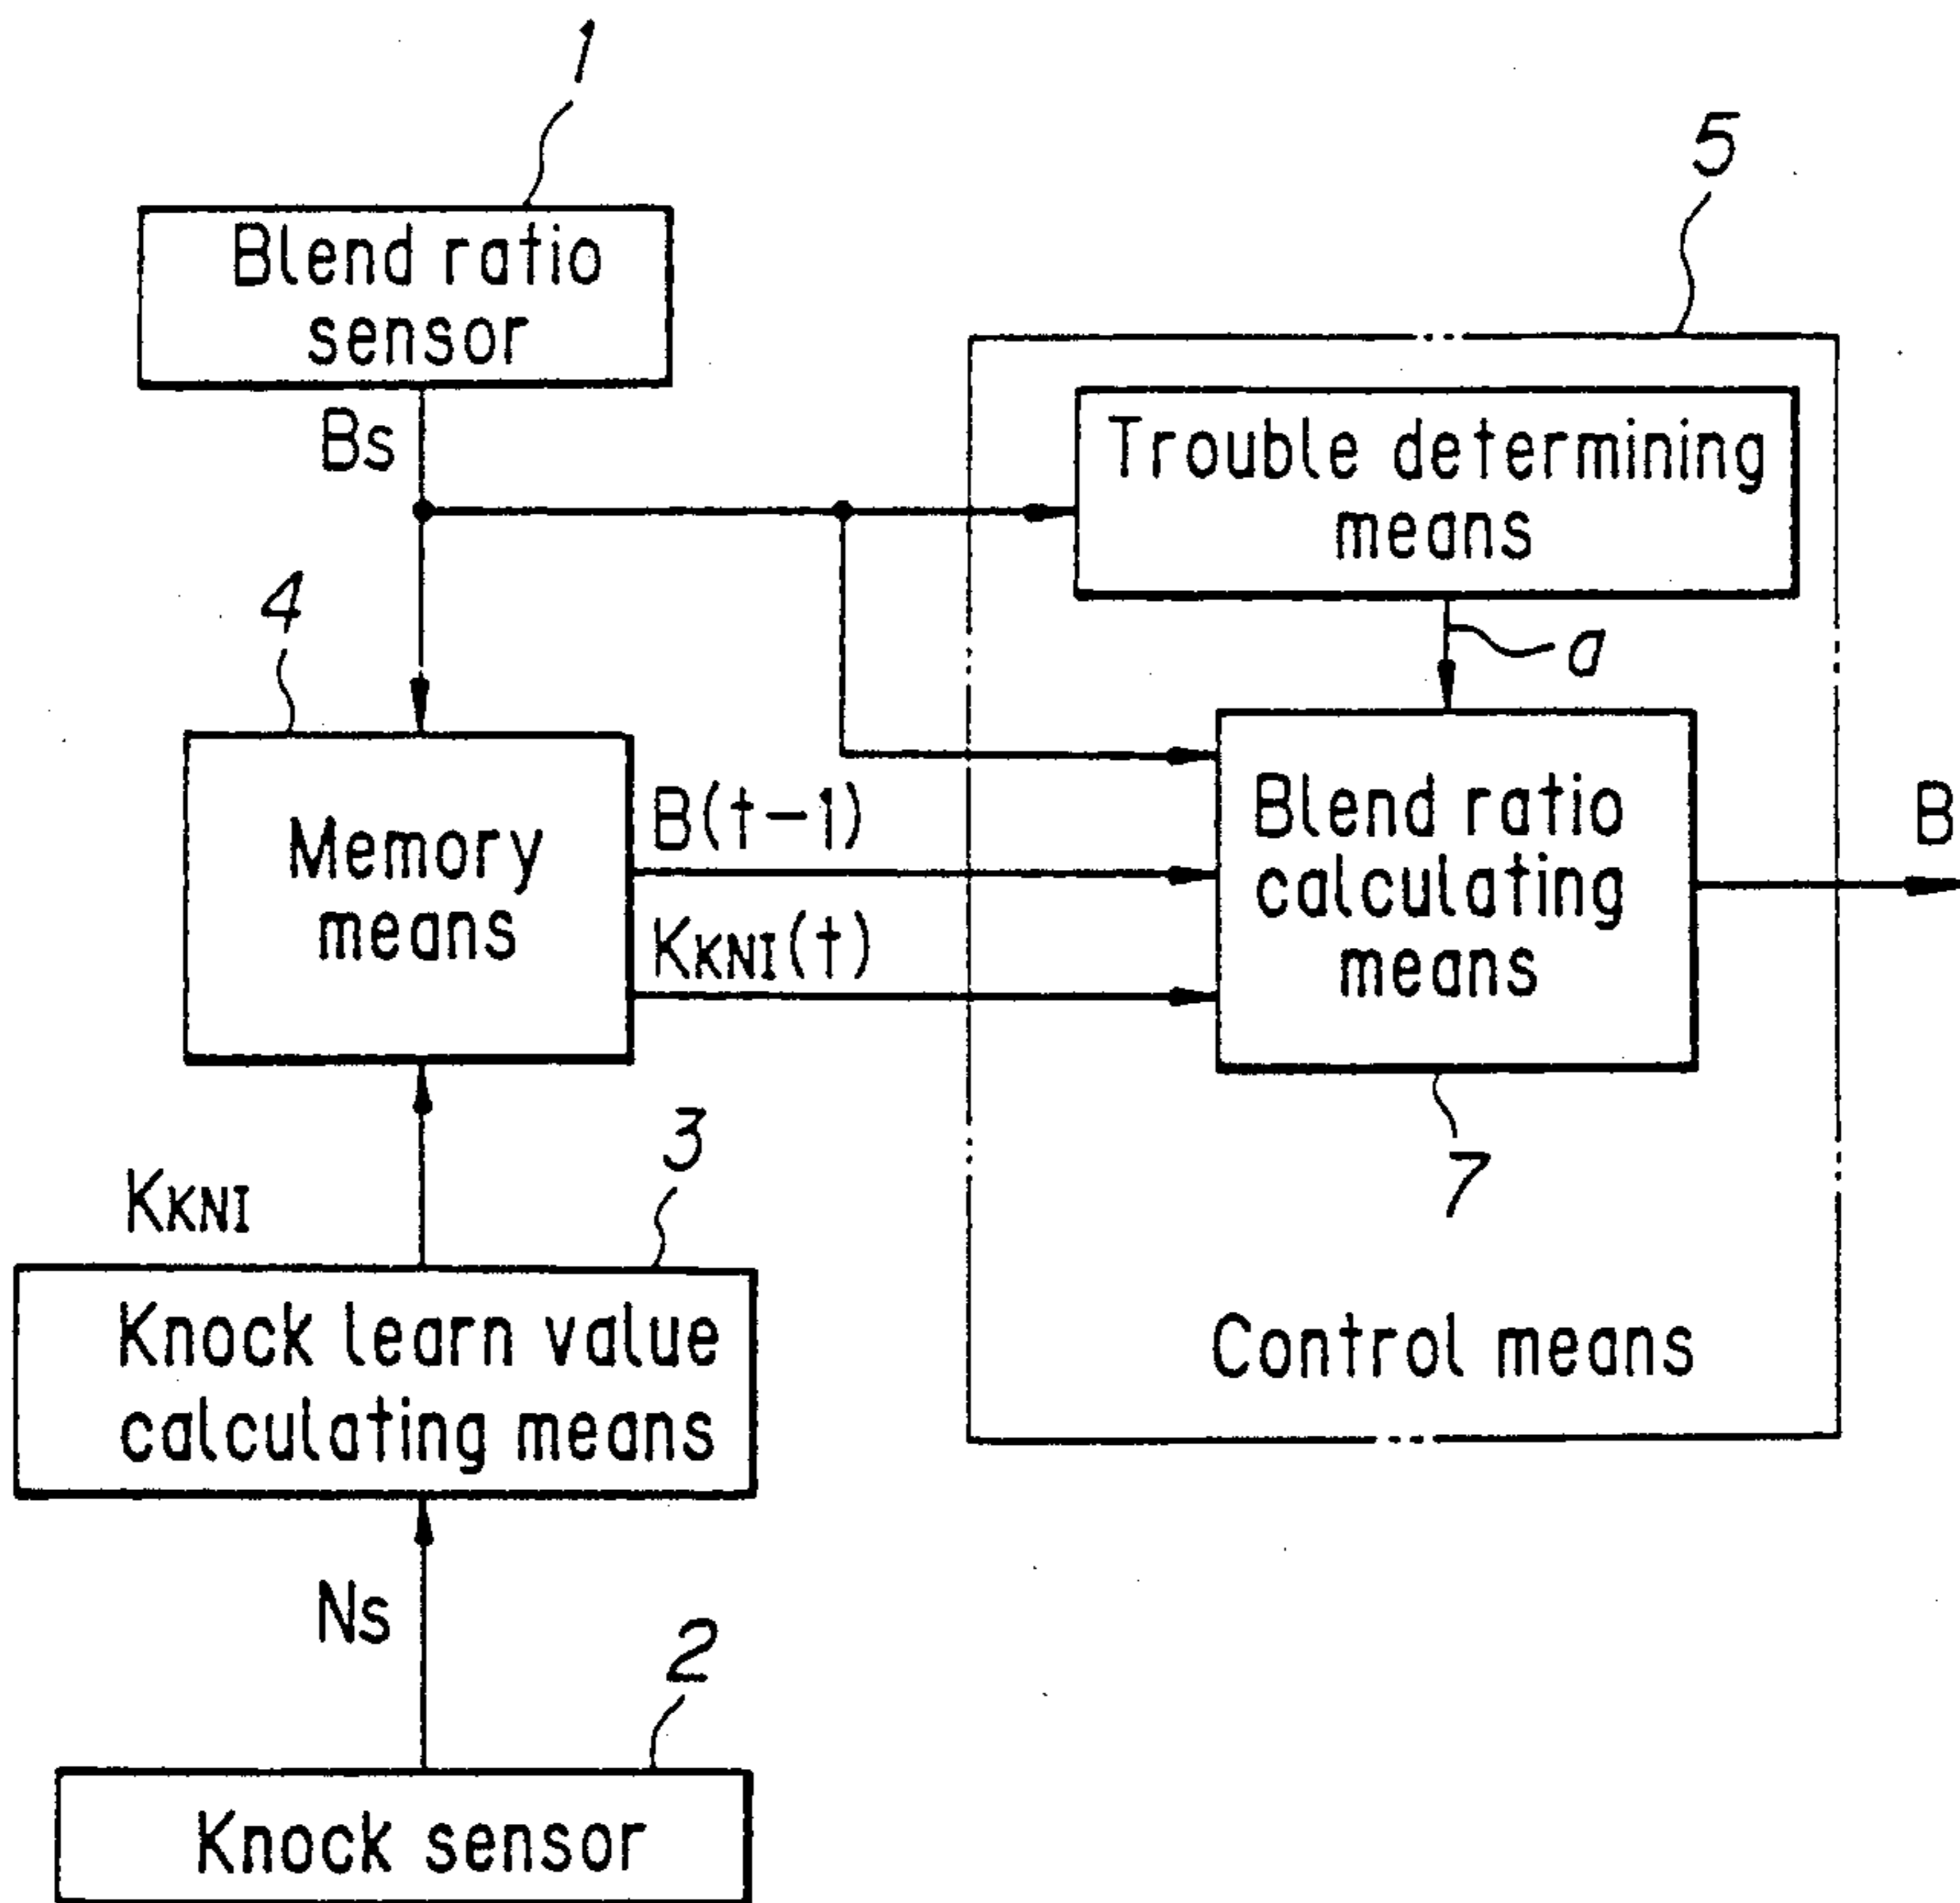 1
Blend ratio
sensor
Bs
5
Trouble determining
means
a
4
Memory
means
B(t-1)
KKNI(t)
Blend ratio
calculating
means
B
7
Control means
KKNI
3
Knock learn value
calculating means
Ns
2
Knock sensor